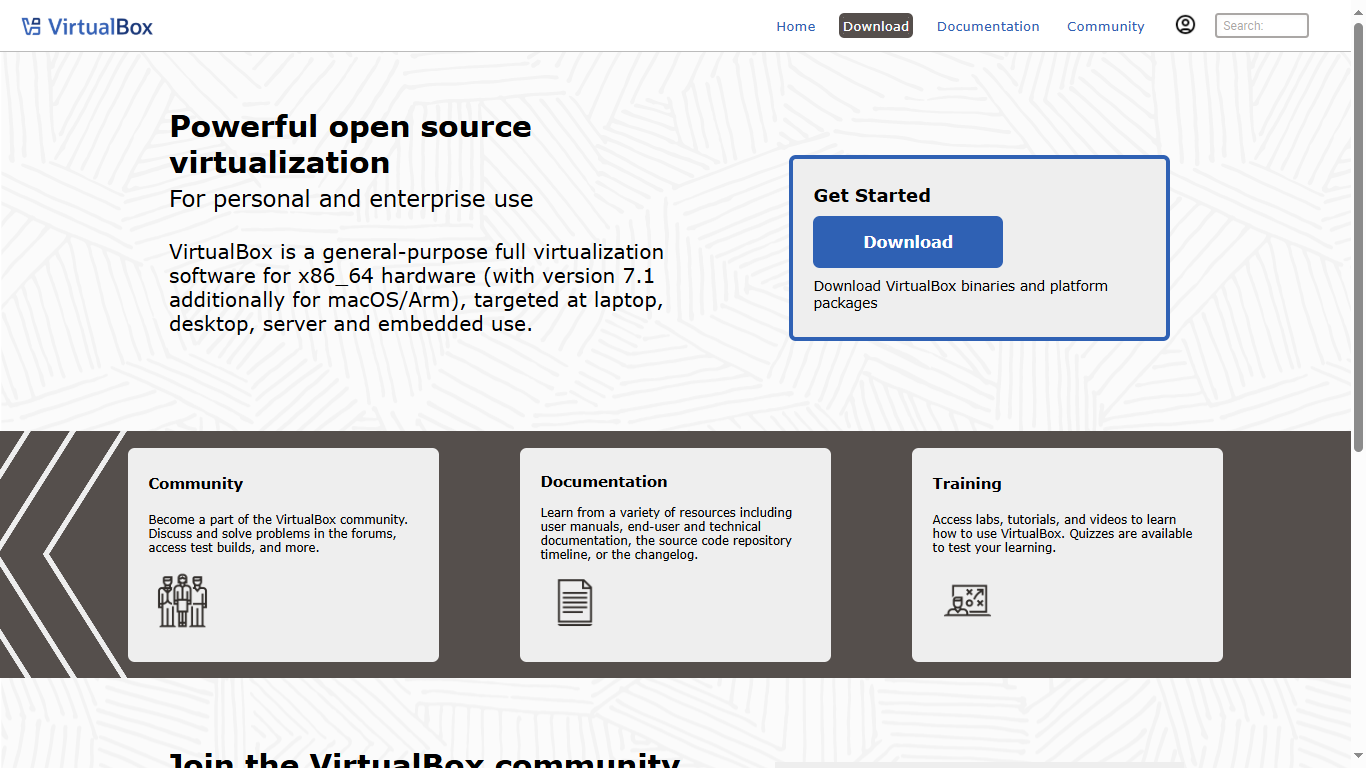 VirtualBox
Home
Download
Documentation
Community
Search:
Powerful open source
virtualization
For personal and enterprise use
VirtualBox is a general-purpose full virtualization
software for x86_64 hardware (with version 7.1
additionally for macOS/Arm), targeted at laptop,
desktop, server and embedded use.
Get Started
Download
Download VirtualBox binaries and platform
packages
Community
Become a part of the VirtualBox community.
Discuss and solve problems in the forums,
access test builds, and more.
Documentation
Learn from a variety of resources including
user manuals, end-user and technical
documentation, the source code repository
timeline, or the changelog.
Training
Access labs, tutorials, and videos to learn
how to use VirtualBox. Quizzes are available
to test your learning.
Join the VirtualBox community